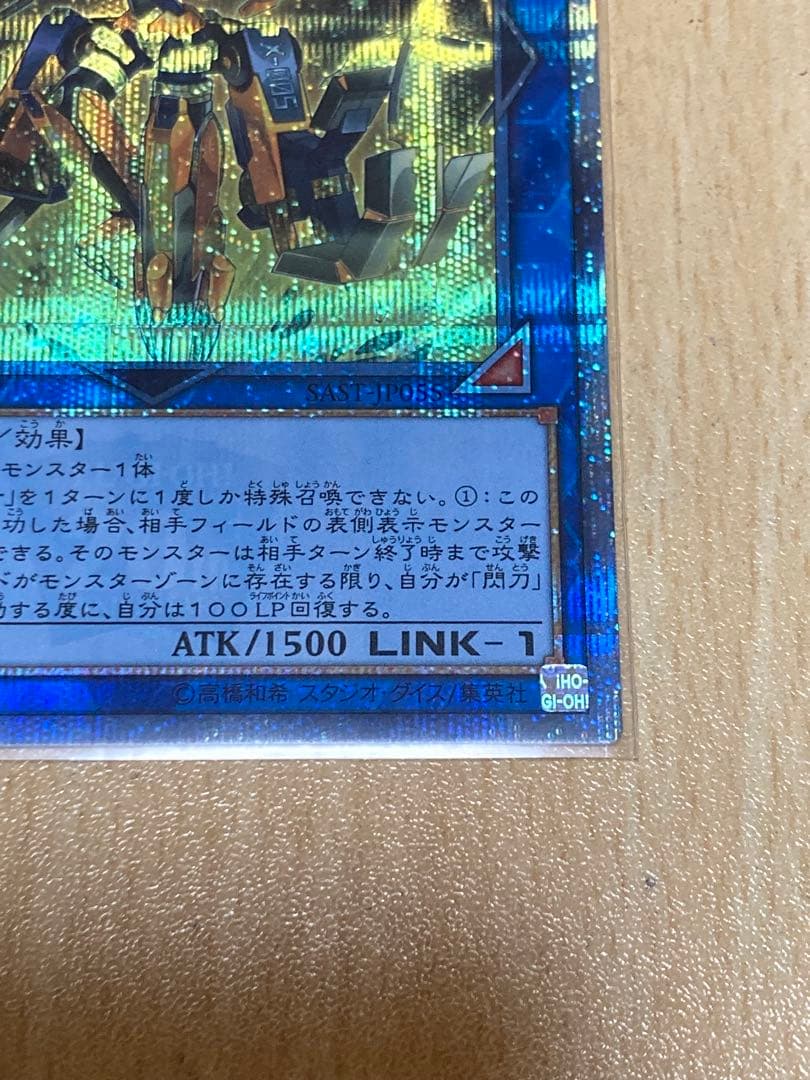 X-005
SAST-JP055
/効果】
モンスター1体
」を1ターンに1度しか特殊召喚できない。①:この
功した場合、相手フィールドの表側表示モンスター
できる。そのモンスターは相手ターン終了時まで攻撃
ドがモンスターゾーンに存在する限り、自分が「閃刀」
動する度に、自分は100LP回復する。
ATK/1500 LINK-1
©高橋和希 スタジオ・ダイス/集英社
iHO-
GI-OH!